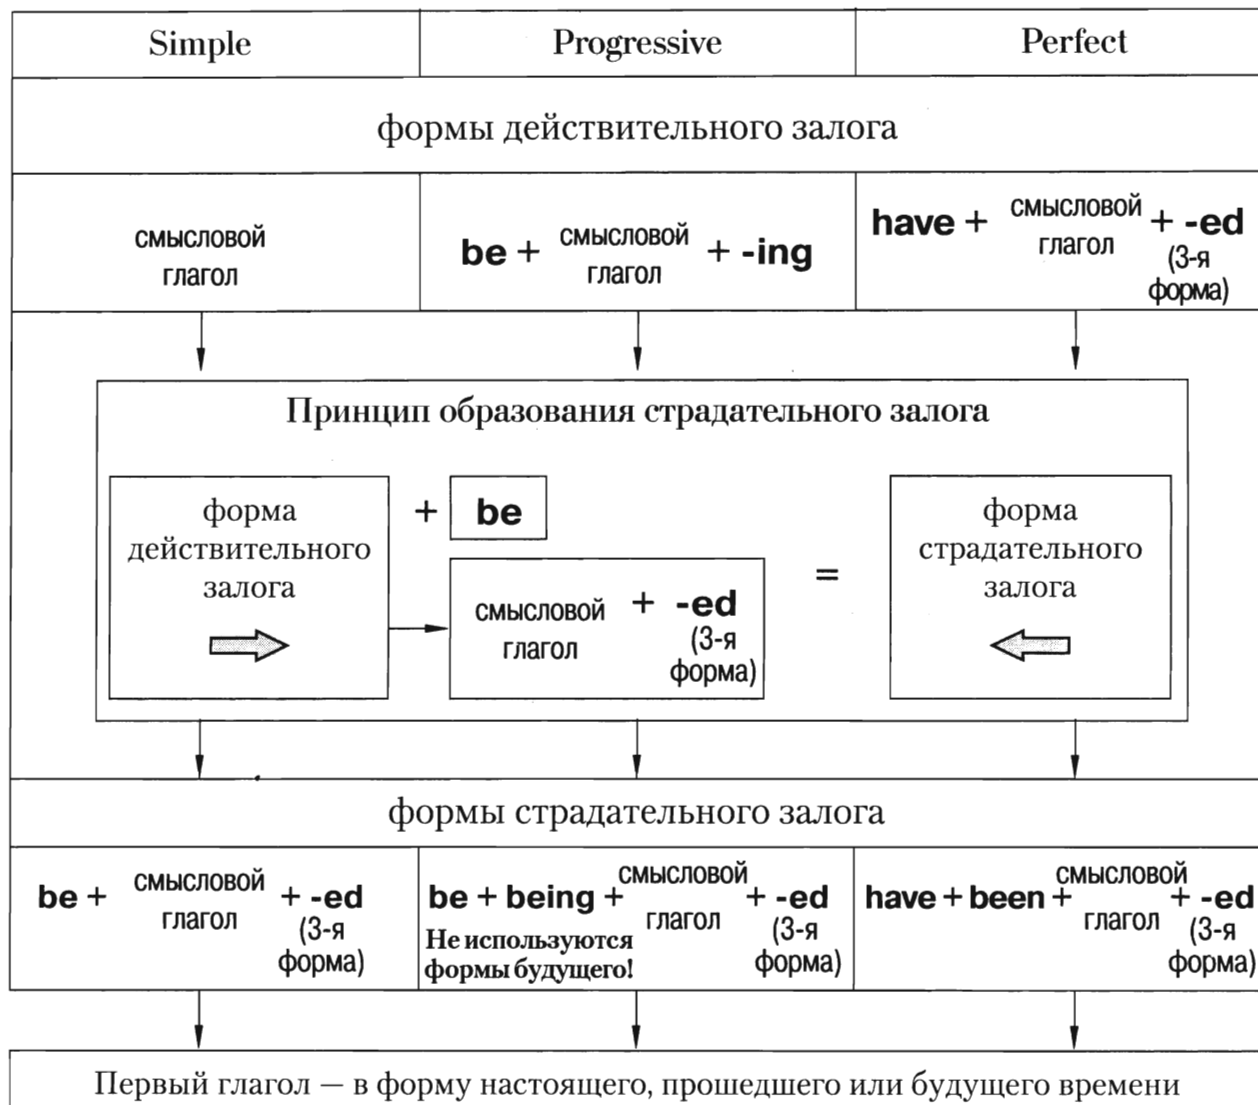 Simple Progressive Perfect
формы действительного залога
смысловой
глагол
be + смысловой + -ing
глагол
have + смысловой + -ed
глагол (3-я
форма)
Принцип образования страдательного залога
форма
действительного
залога
+ be
смысловой + -ed
глагол (3-я
форма)
=
форма
страдательного
залога
формы страдательного залога
be + смысловой + -ed
глагол (3-я
форма)
be + being + смысловой + -ed
глагол (3-я
форма)
Не используются
формы будущего!
have + been + смысловой + -ed
глагол (3-я
форма)
Первый глагол — в форму настоящего, прошедшего или будущего времени